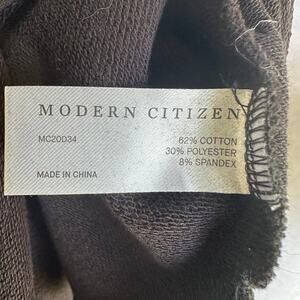 MODERN CITIZEN
MC20D34
62% COTTON
30% POLYESTER
8% SPANDEX
MADE IN CHINA